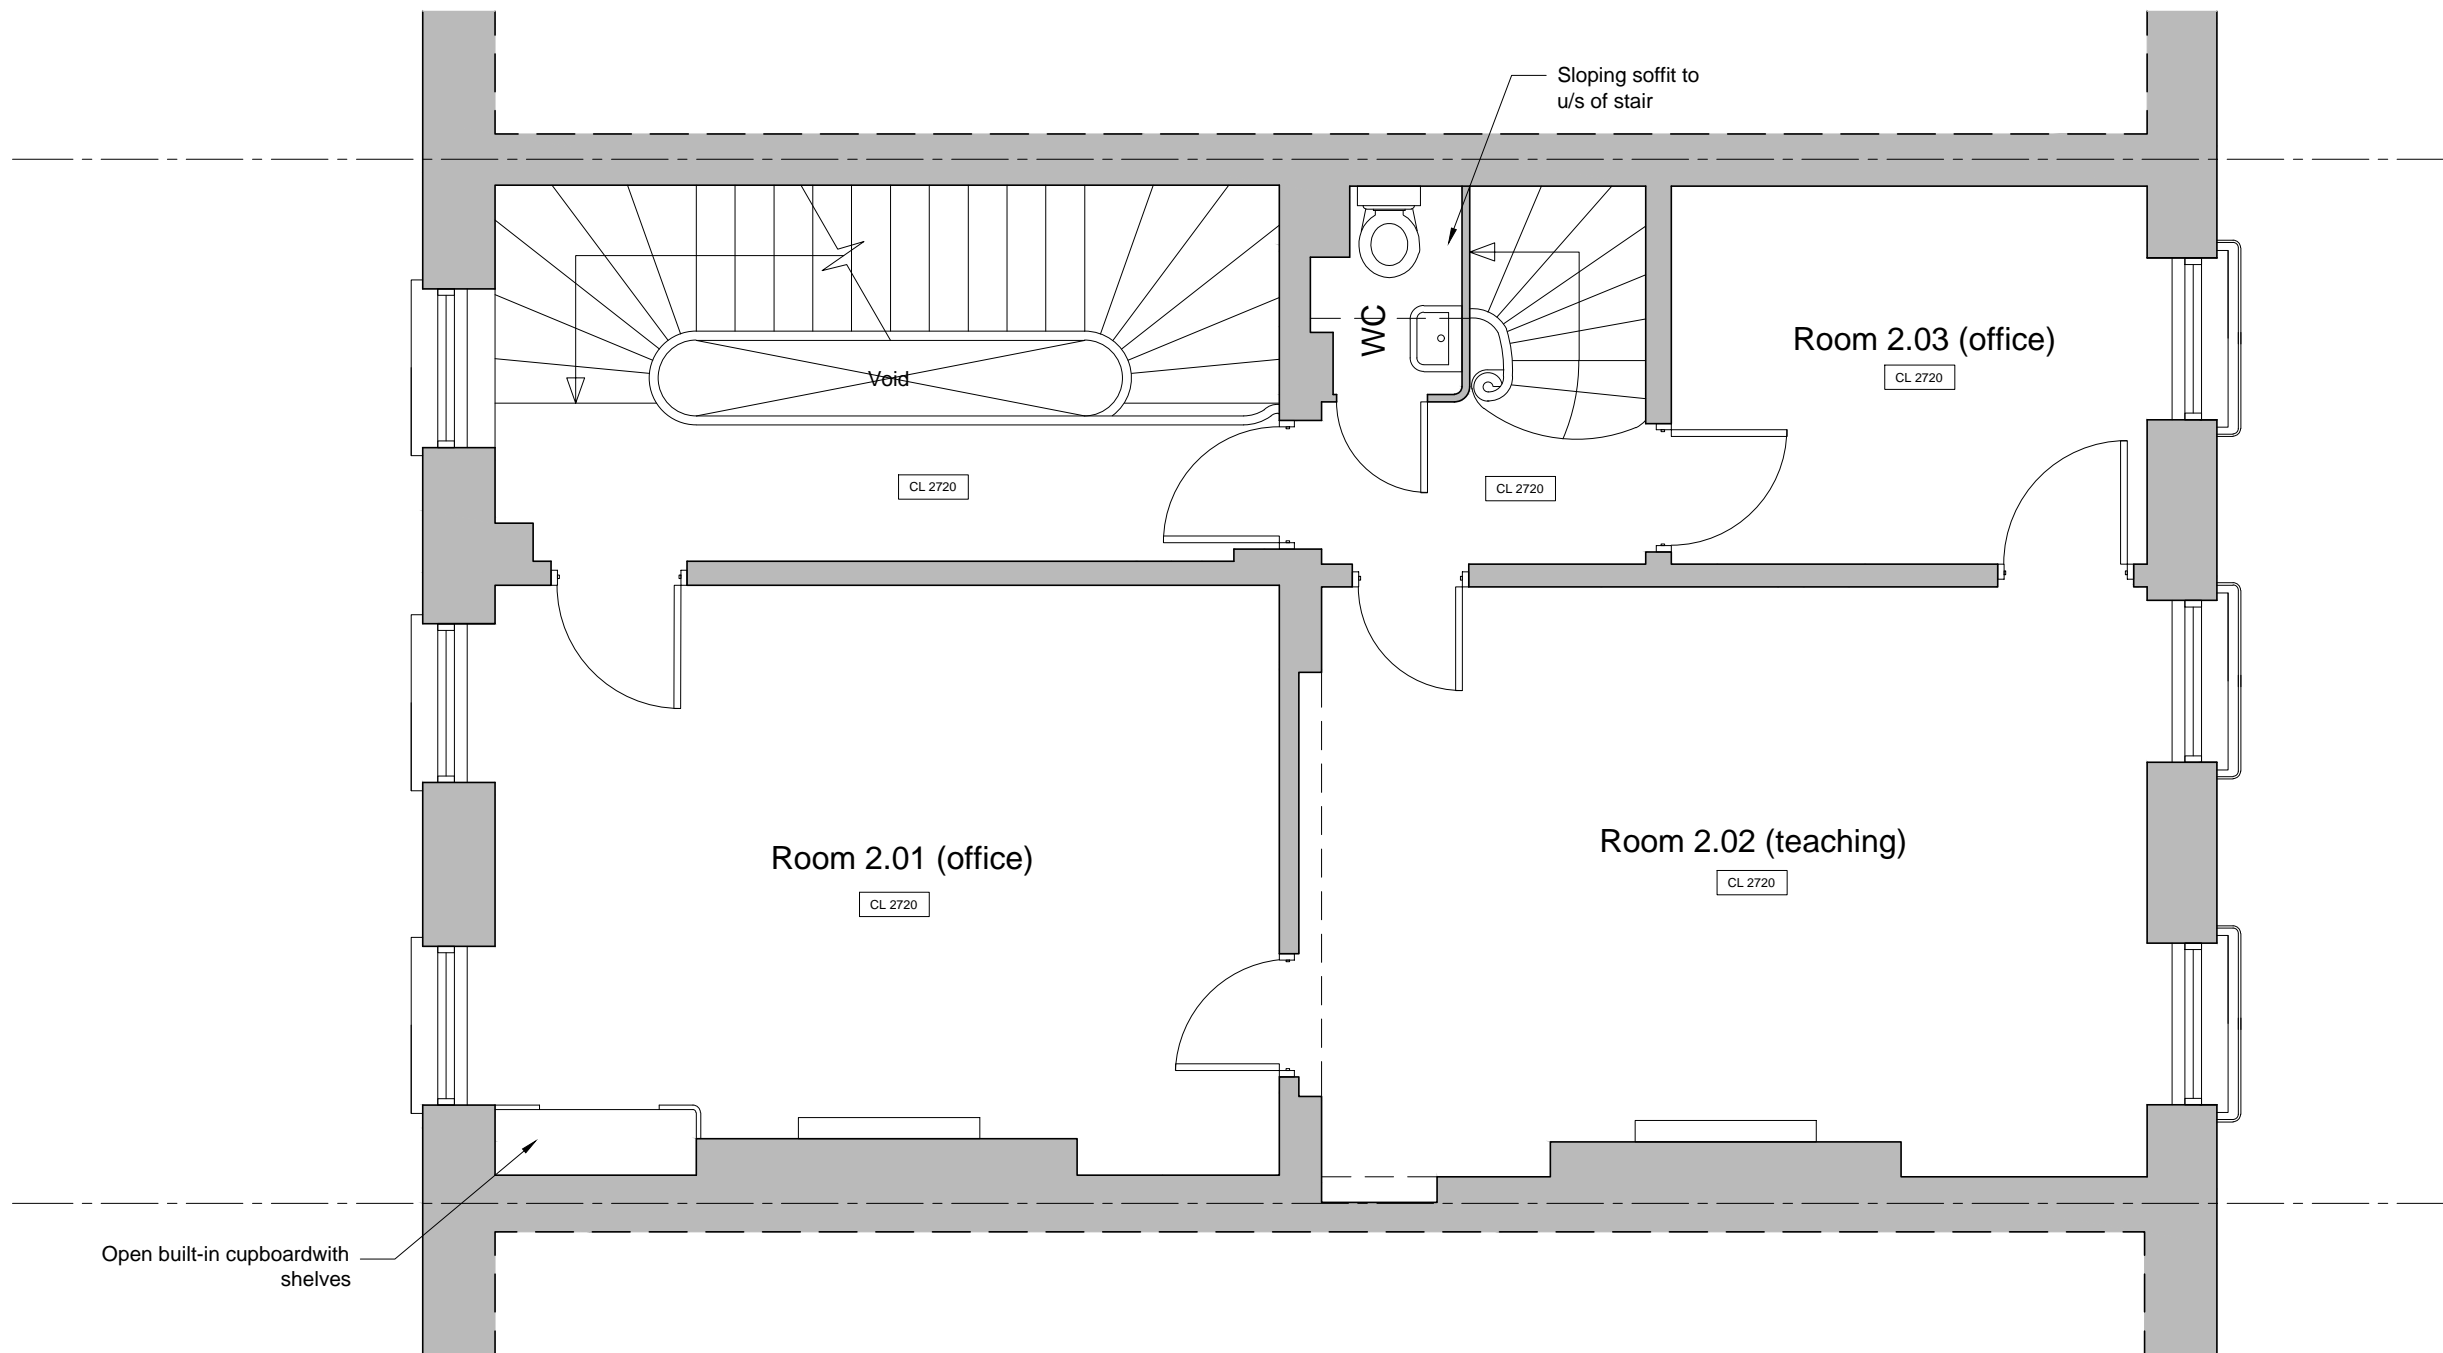 Sloping soffit to
u/s of stair
WC
Room 2.03 (office)
CL 2720
Void
CL 2720
CL 2720
Room 2.01 (office)
CL 2720
Room 2.02 (teaching)
CL 2720
Open built-in cupboardwith
shelves